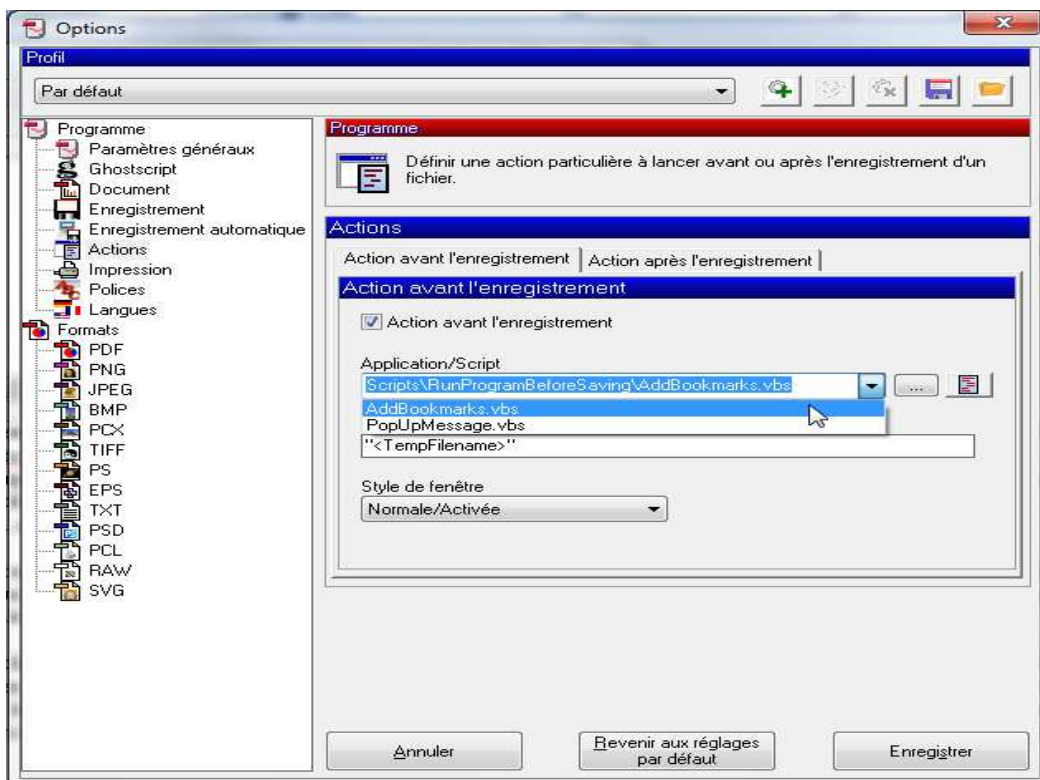 Options
Profil
Par défaut
Programme
Paramètres généraux
Ghostscript
Document
Enregistrement
Enregistrement automatique
Actions
Impression
Polices
Langues
Formats
PDF
PNG
JPEG
BMP
PCX
TIFF
PS
EPS
TXT
PSD
PCL
RAW
SVG
Programme
Définir une action particulière à lancer avant ou après l'enregistrement d'un
fichier.
Actions
Action avant l'enregistrement
Action après l'enregistrement
Action avant l'enregistrement
Action avant l'enregistrement
Application/Script
Scripts\RunProgramBeforeSaving\AddBookmarks.vbs
...
AddBookmarks.vbs
PopUpMessage.vbs
"<TempFilename>"
Style de fenêtre
Normale/Activée
Annuler
Revenir aux réglages
par défaut
Enregistrer